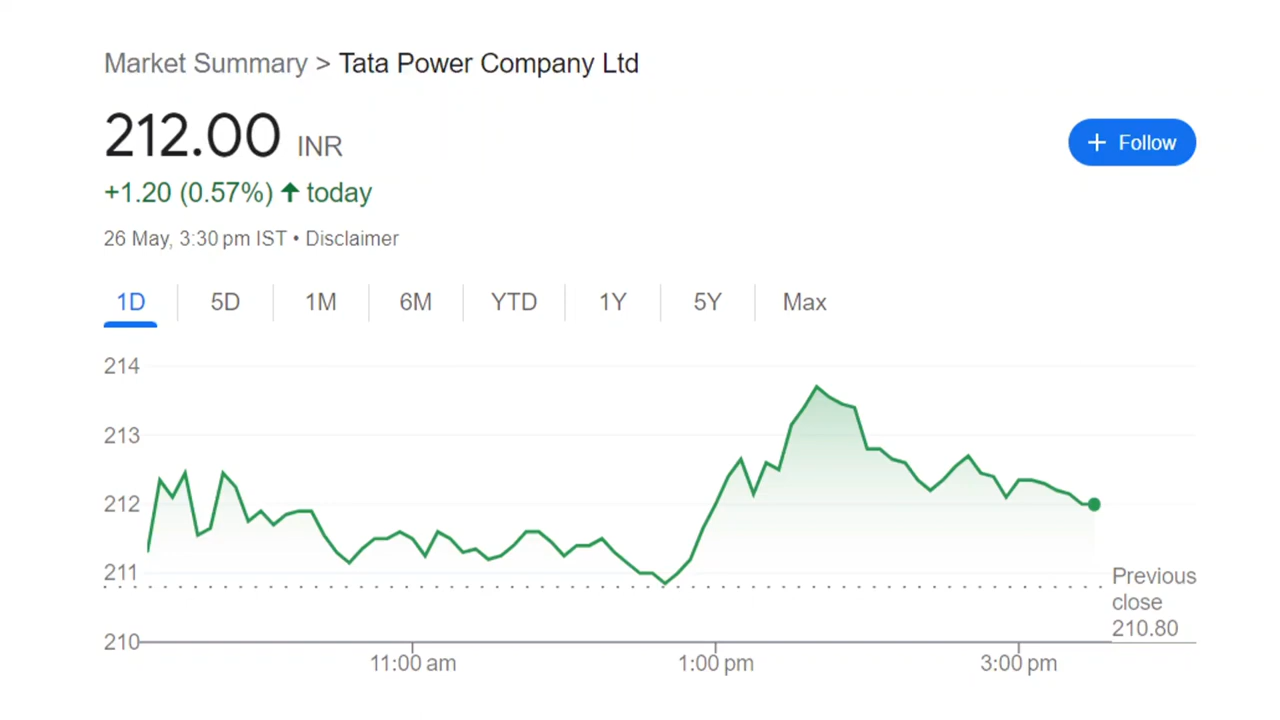 Market Summary > Tata Power Company Ltd
212.00 INR
+ Follow
+1.20 (0.57%) ↑ today
26 May, 3:30 pm IST • Disclaimer
1D 5D 1M 6M YTD 1Y 5Y Max
214
213
212
211
210
Previous
close
210.80
11:00 am 1:00 pm 3:00 pm